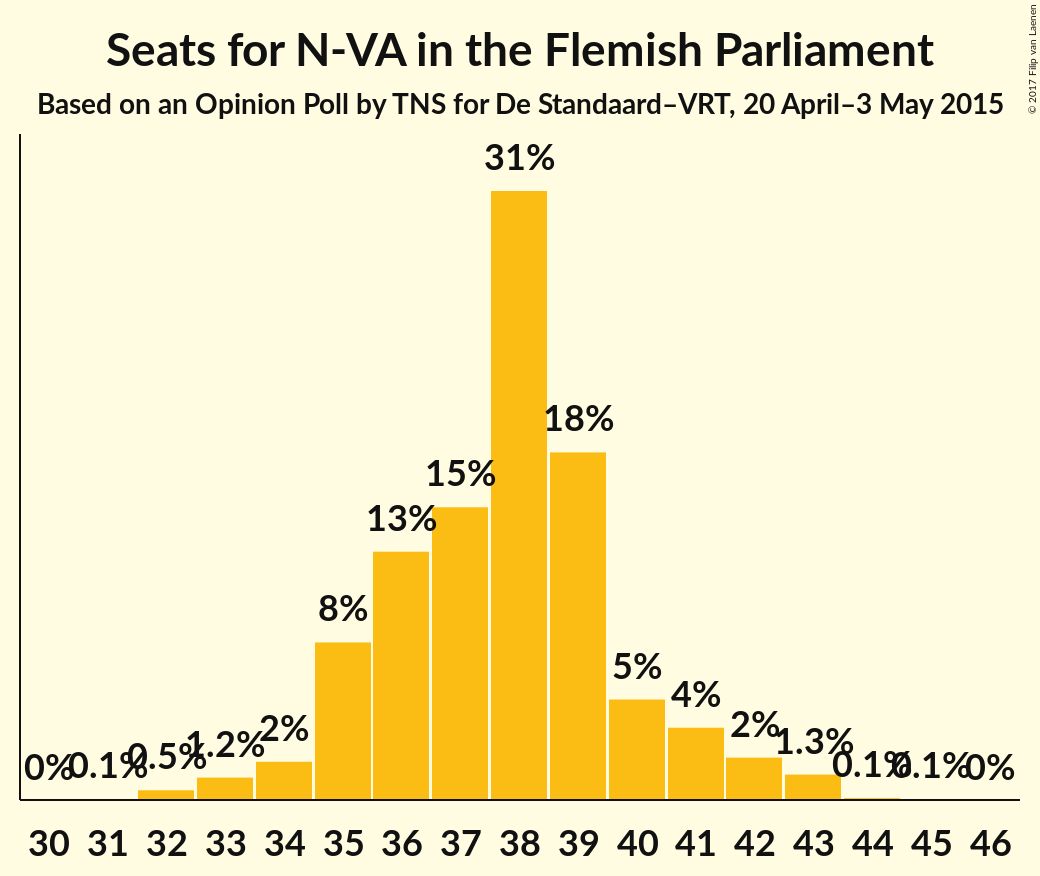 Seats for N-VA in the Flemish Parliament
Based on an Opinion Poll by TNS for De Standaard–VRT, 20 April–3 May 2015
© 2017 Filip van Laenen
0% 0.1% 0.5% 1.2% 2% 8% 13% 15% 31% 18% 5% 4% 2% 1.3% 0.1% 0.1% 0%
30 31 32 33 34 35 36 37 38 39 40 41 42 43 44 45 46